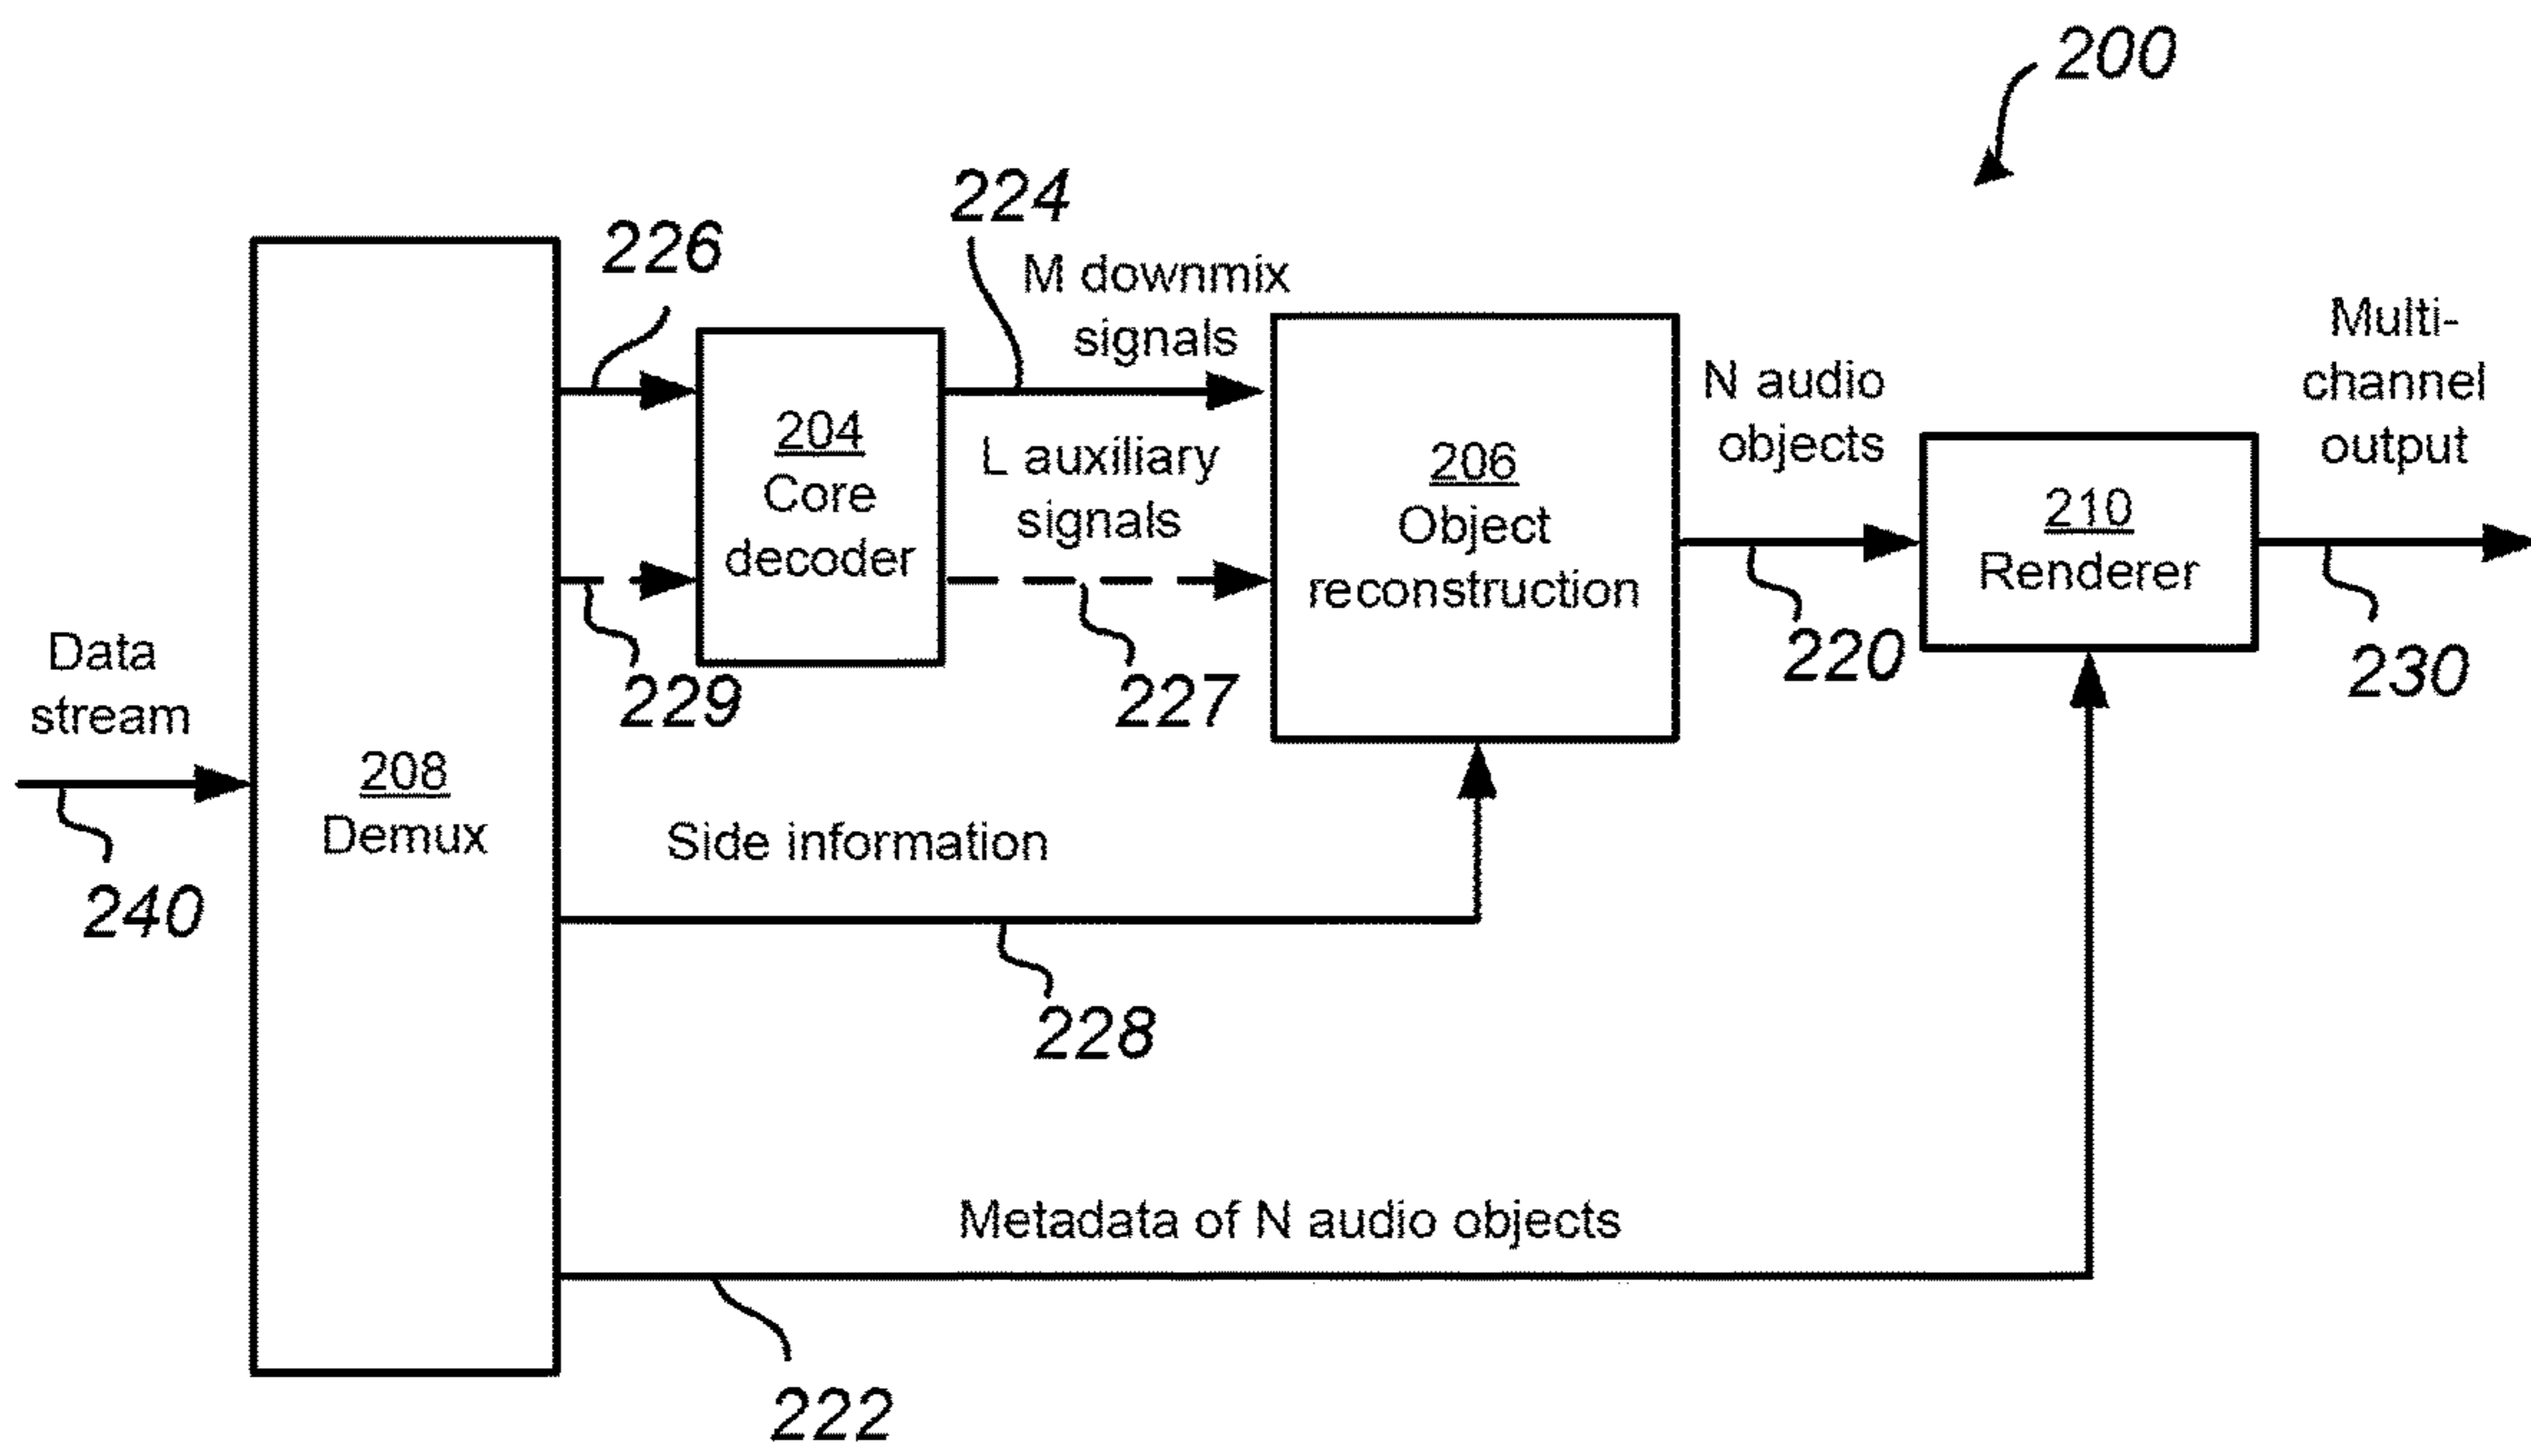 200
224
226
M downmix
signals
Multi-
channel
output
N audio
objects
204
Core
decoder
L auxiliary
signals
206
Object
reconstruction
210
Renderer
Data
stream
229
227
220
230
208
Demux
Side information
240
228
Metadata of N audio objects
222